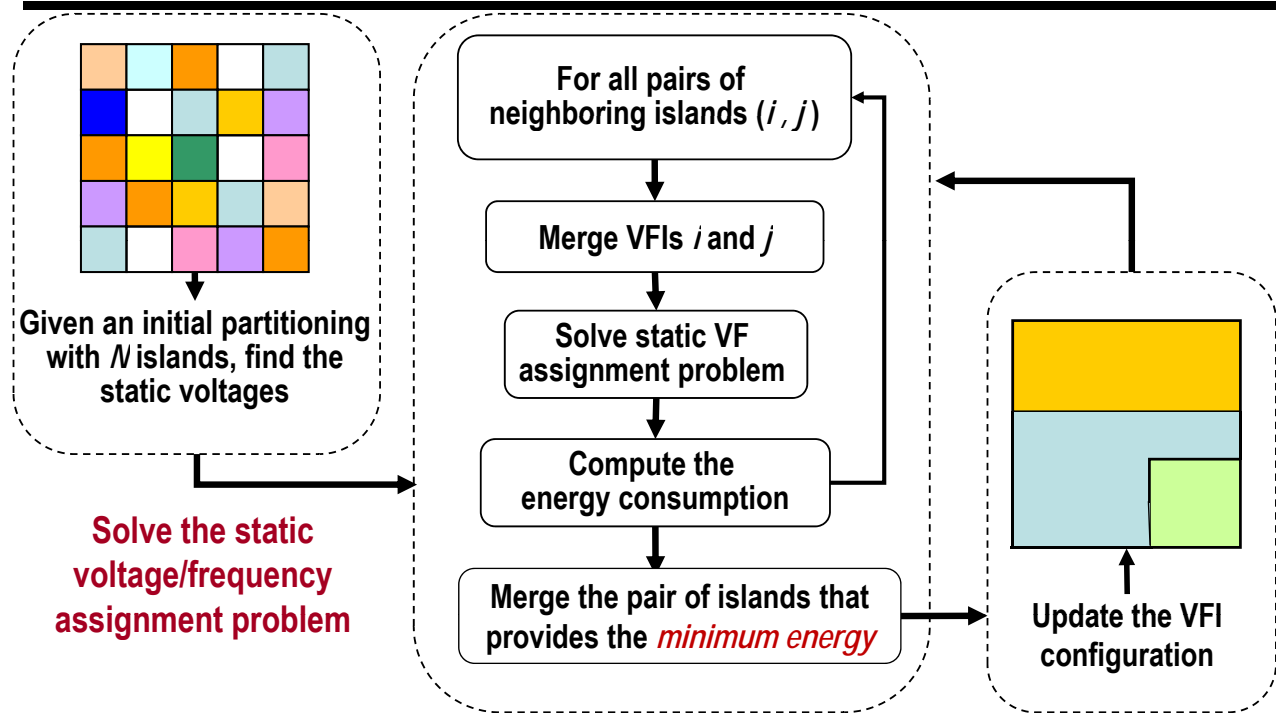 Given an initial partitioning
with N islands, find the
static voltages
Solve the static
voltage/frequency
assignment problem
For all pairs of
neighboring islands (i , j )
Merge VFIs i and j
Solve static VF
assignment problem
Compute the
energy consumption
Merge the pair of islands that
provides the minimum energy
Update the VFI
configuration